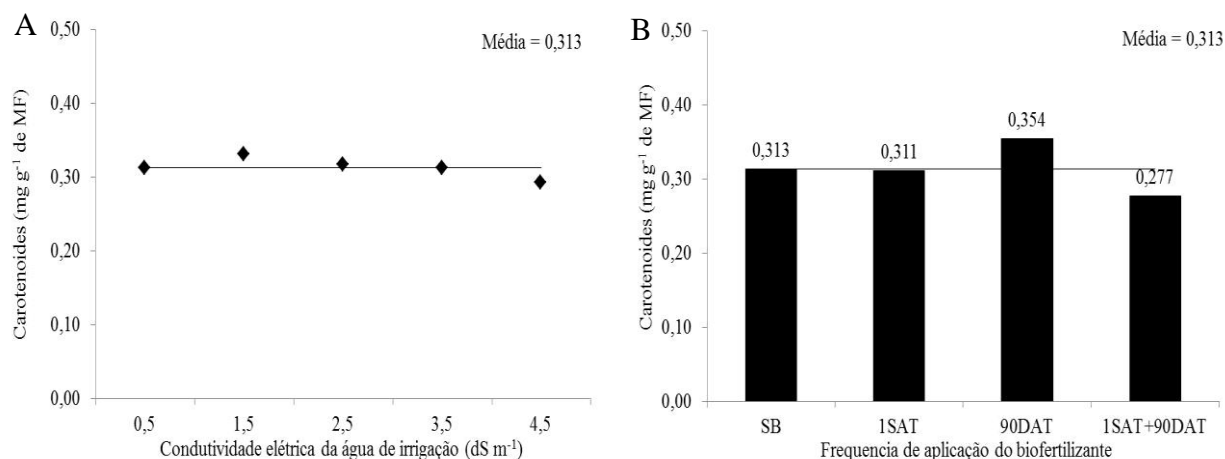 A
Média = 0,313
Carotenoides (mg g⁻¹ de MF)
0,50
0,40
0,30
0,20
0,10
0,00
0,5 1,5 2,5 3,5 4,5
Condutividade elétrica da água de irrigação (dS m⁻¹)
B
Média = 0,313
Carotenoides (mg g⁻¹ de MF)
0,50
0,40
0,30
0,20
0,10
0,00
0,313
0,311
0,354
0,277
SB 1SAT 90DAT 1SAT+90DAT
Frequencia de aplicação do biofertilizante